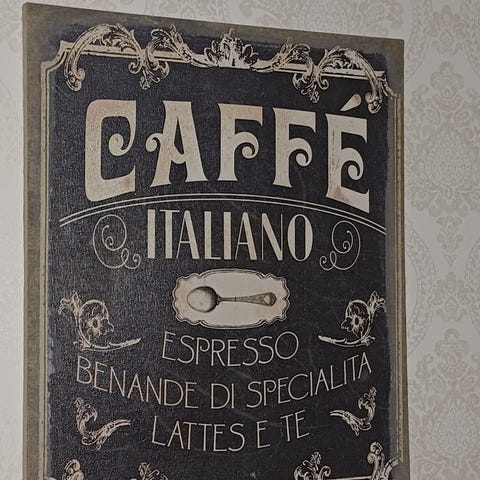 CAFFÉ
ITALIANO
ESPRESSO
BENANDE DI SPECIALITA
LATTES E TE